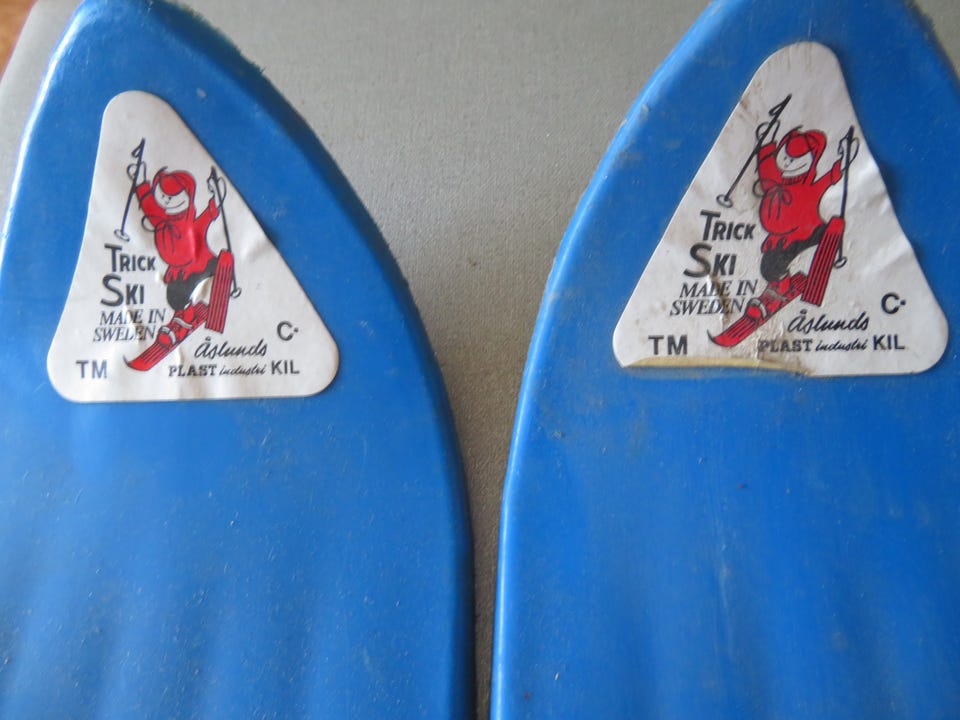 TRICK
SKI
MADE IN
SWEDEN
C.
Åslunds
TM PLAST industri KIL
TRICK
SKI
MADE IN
SWEDEN
C.
Åslunds
TM PLAST industri KIL